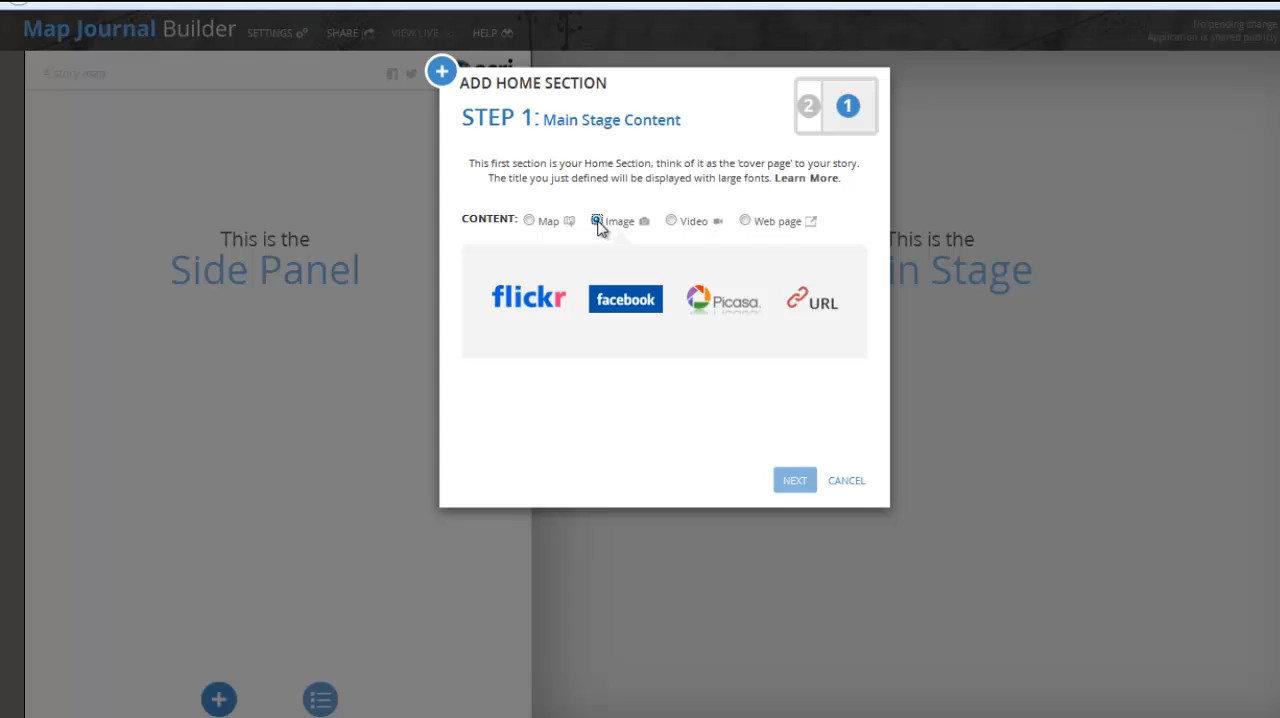 Map Journal Builder SETTINGS SHARE VIEW LIVE HELP
No pending change
Application is shared publicly
< story map
esri
ADD HOME SECTION
STEP 1: Main Stage Content
2 1
This first section is your Home Section, think of it as the 'cover page' to your story.
The title you just defined will be displayed with large fonts. Learn More.
CONTENT: Map Image Video Web page
This is the
Side Panel
This is the
in Stage
flickr facebook Picasa. URL
NEXT CANCEL